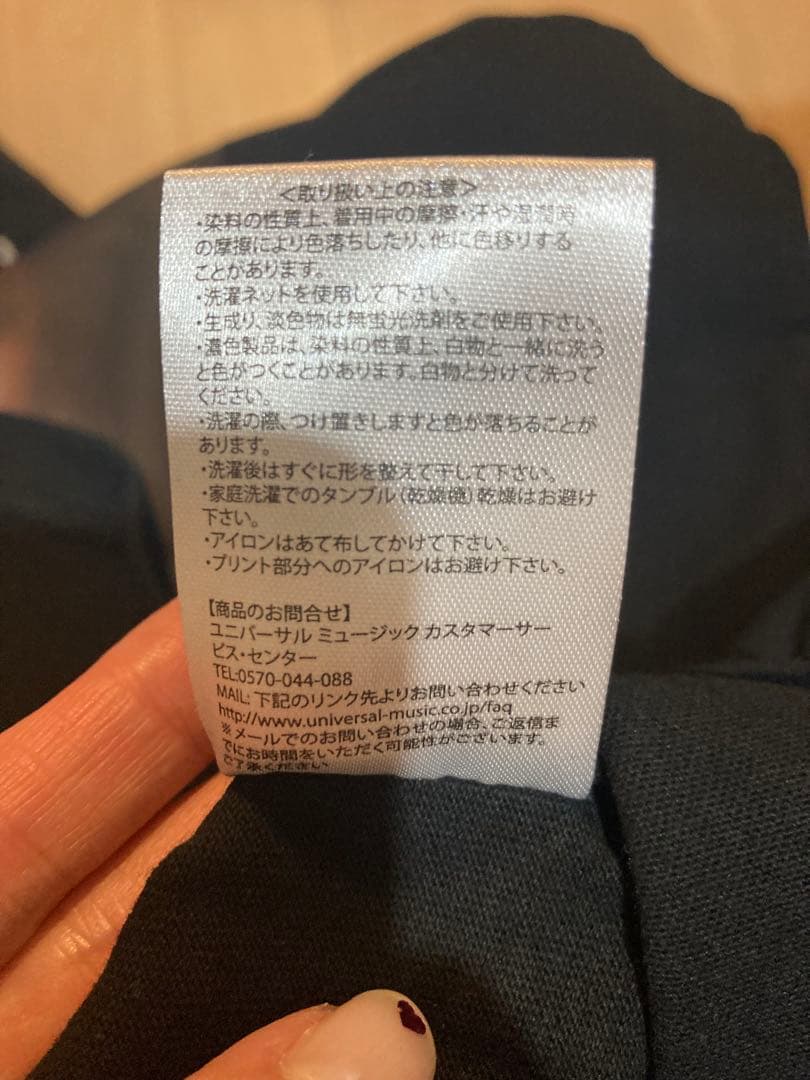 <取り扱い上の注意>
・染料の性質上、着用中の摩擦・汗や湿潤時
の摩擦により色落ちしたり、他に色移りする
ことがあります。
・洗濯ネットを使用して下さい。
・生成り、淡色物は無蛍光洗剤をご使用下さい。
・濃色製品は、染料の性質上、白物と一緒に洗う
と色がつくことがあります。白物と分けて洗って
ください。
・洗濯の際、つけ置きしますと色が落ちることが
あります。
・洗濯後はすぐに形を整えて干して下さい。
・家庭洗濯でのタンブル(乾燥機)乾燥はお避け
下さい。
・アイロンはあて布してかけて下さい。
・プリント部分へのアイロンはお避け下さい。
【商品のお問合せ】
ユニバーサル ミュージック カスタマーサー
ビス・センター
TEL:0570-044-088
MAIL: 下記のリンク先よりお問い合わせください
http://www.universal-music.co.jp/faq
※メールでのお問い合わせの場合、ご返信ま
でにお時間をいただく可能性がございます。
ご了承ください